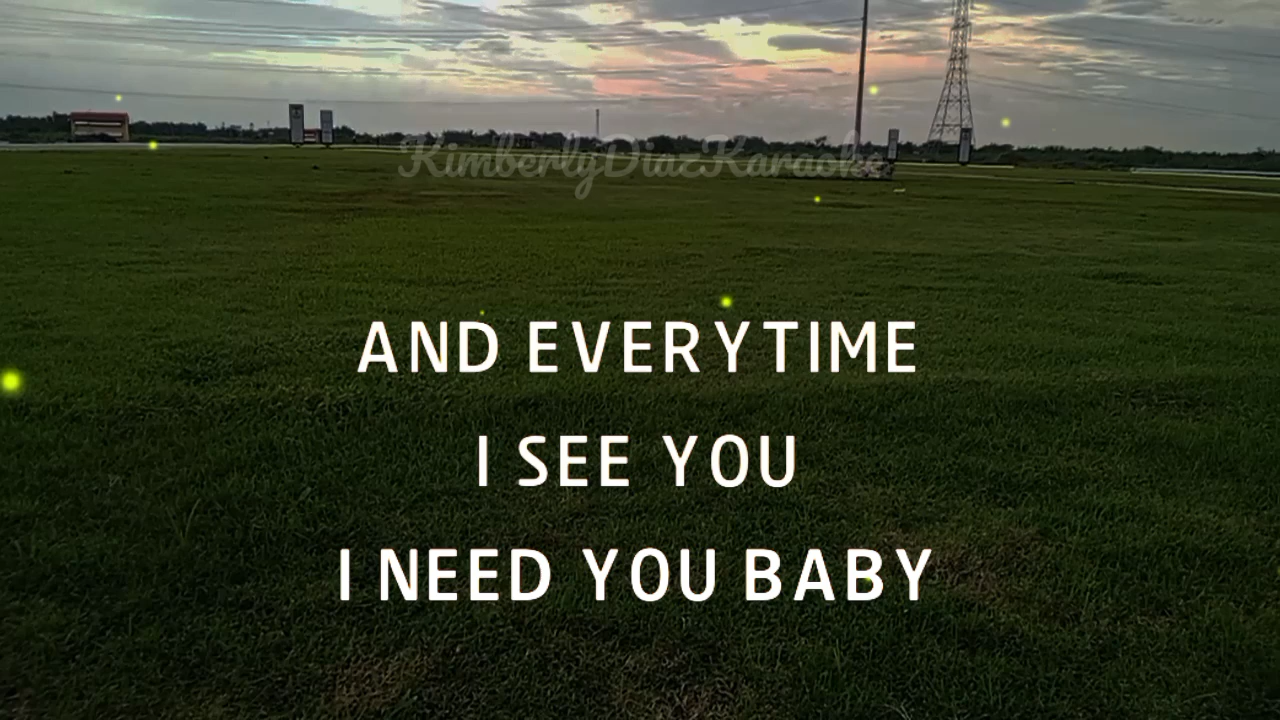 KimberlyDiazKaraoke
AND EVERYTIME
I SEE YOU
I NEED YOU BABY